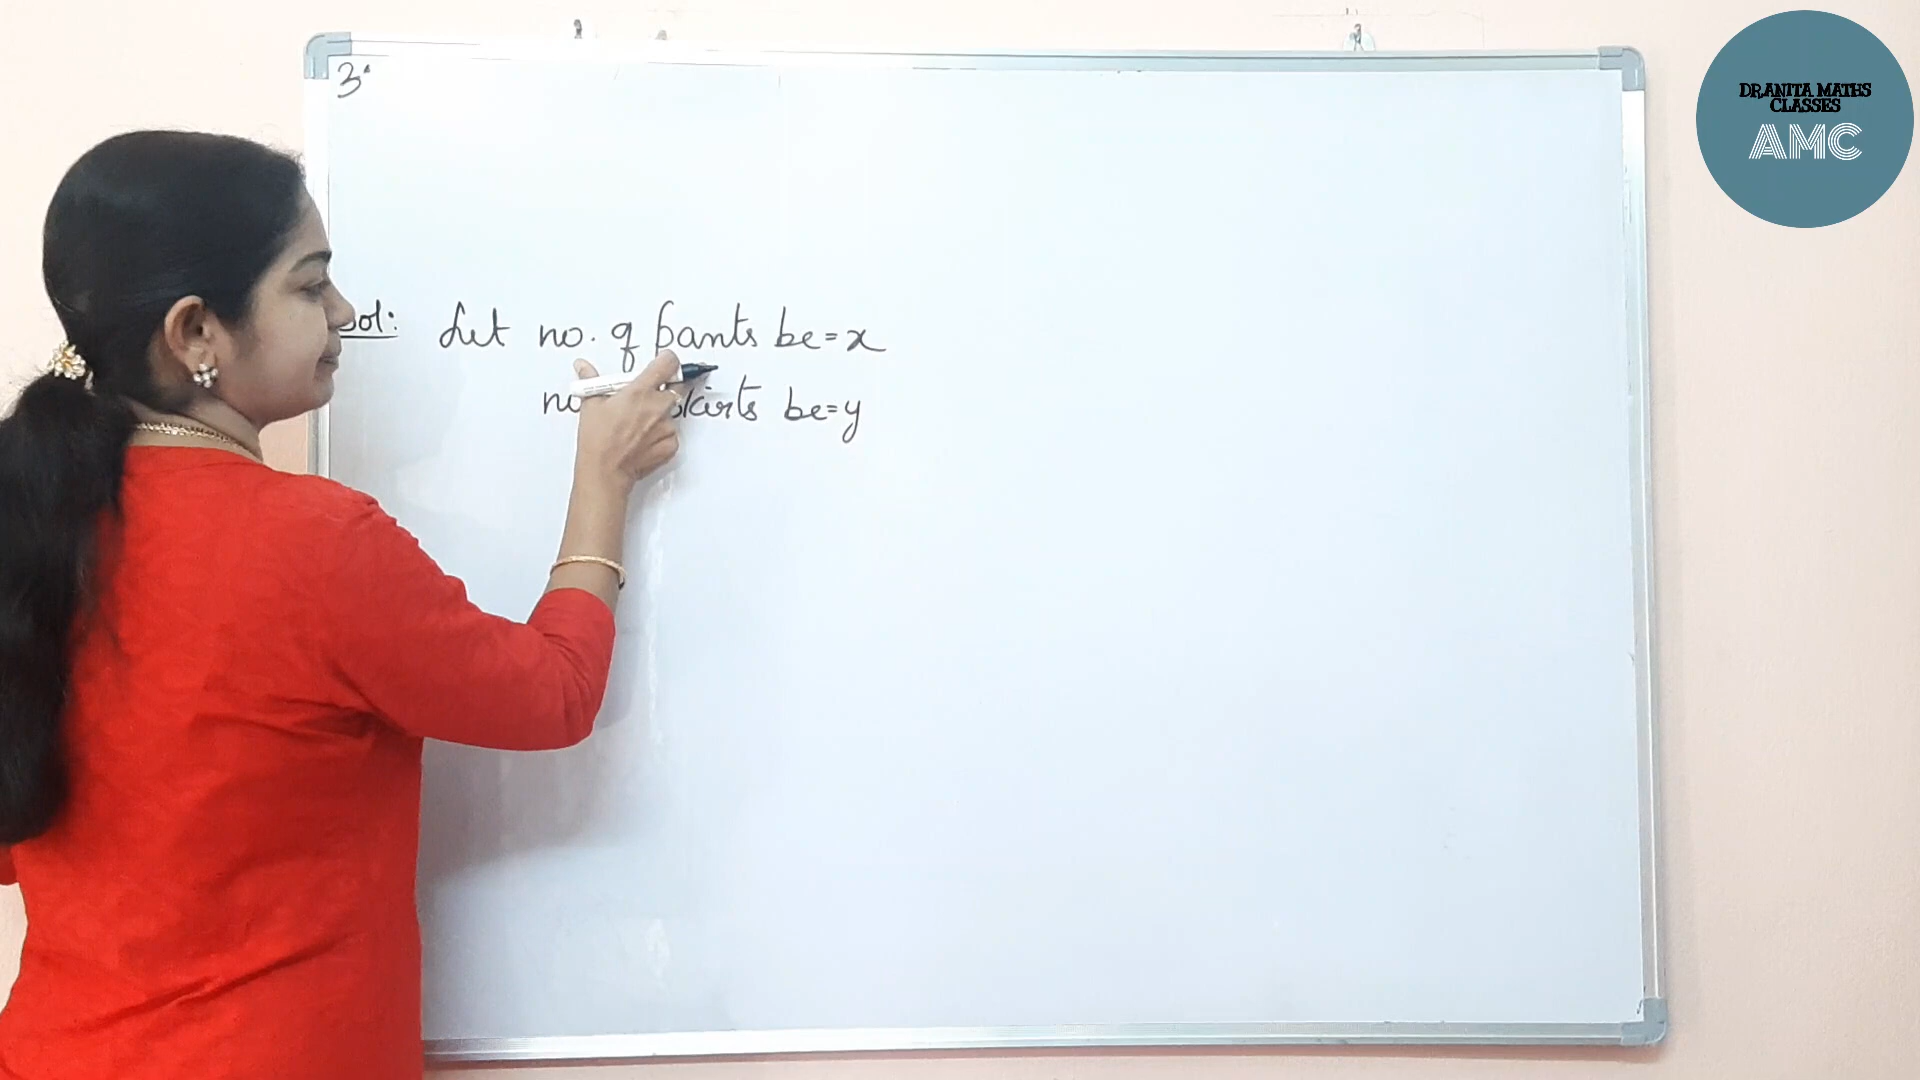 3.
Sol: Let no. of pants be = x
no skirts be = y
DR.ANITA MATHS
CLASSES
AMC